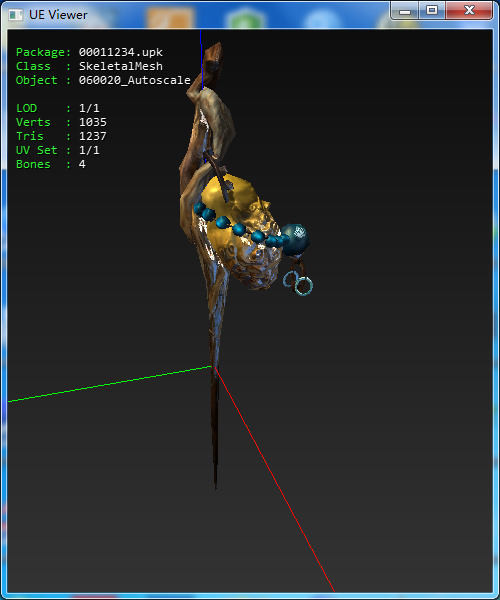 UE Viewer
Package: 00011234.upk
Class : SkeletalMesh
Object : 060020_Autoscale
LOD : 1/1
Verts : 1035
Tris : 1237
UV Set : 1/1
Bones : 4